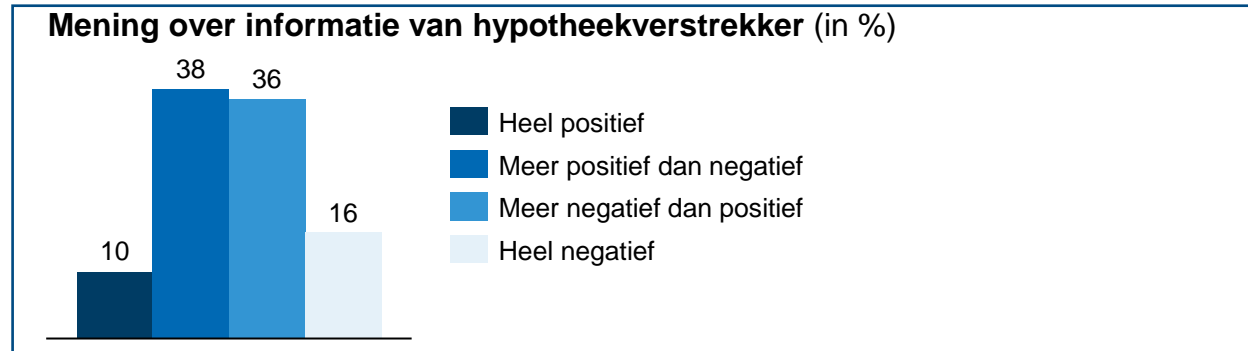 Mening over informatie van hypotheekverstrekker (in %)
38
36
16
10
Heel positief
Meer positief dan negatief
Meer negatief dan positief
Heel negatief